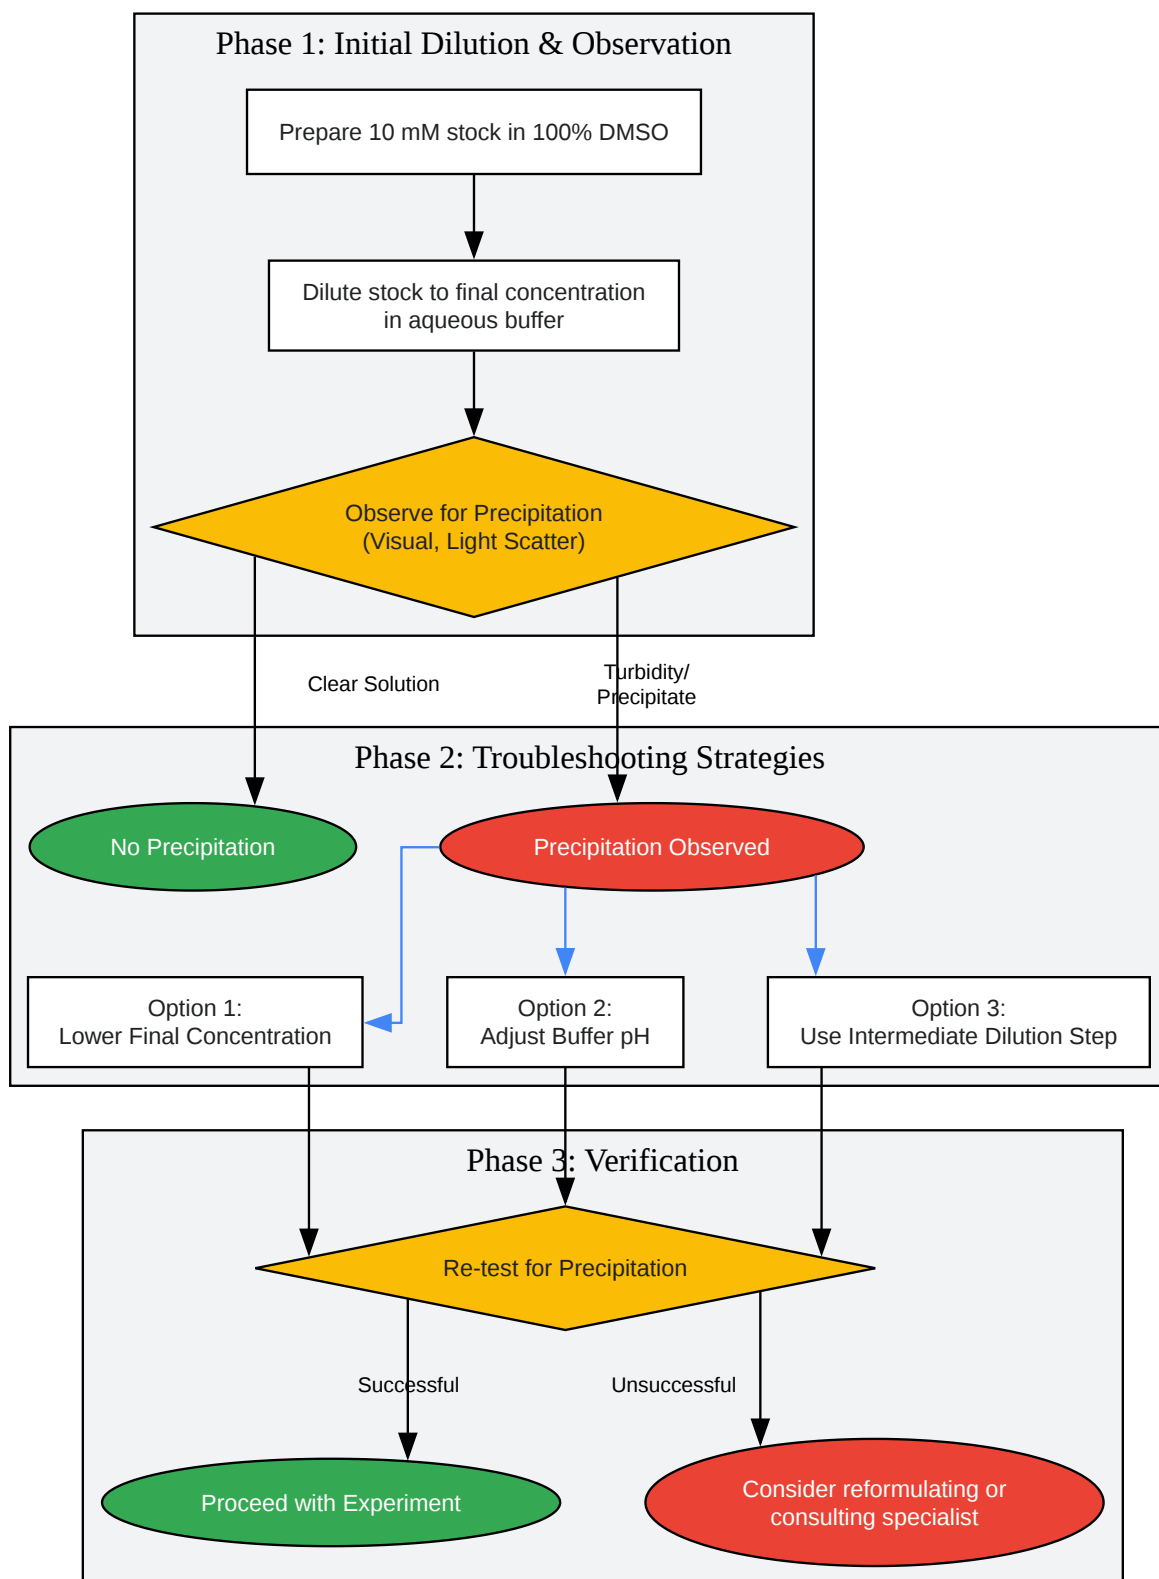 Phase 1: Initial Dilution & Observation
Prepare 10 mM stock in 100% DMSO
Dilute stock to final concentration
in aqueous buffer
Observe for Precipitation
(Visual, Light Scatter)
Clear Solution
Turbidity/
Precipitate
Phase 2: Troubleshooting Strategies
No Precipitation
Precipitation Observed
Option 1:
Lower Final Concentration
Option 2:
Adjust Buffer pH
Option 3:
Use Intermediate Dilution Step
Phase 3: Verification
Re-test for Precipitation
Successful
Unsuccessful
Proceed with Experiment
Consider reformulating or
consulting specialist